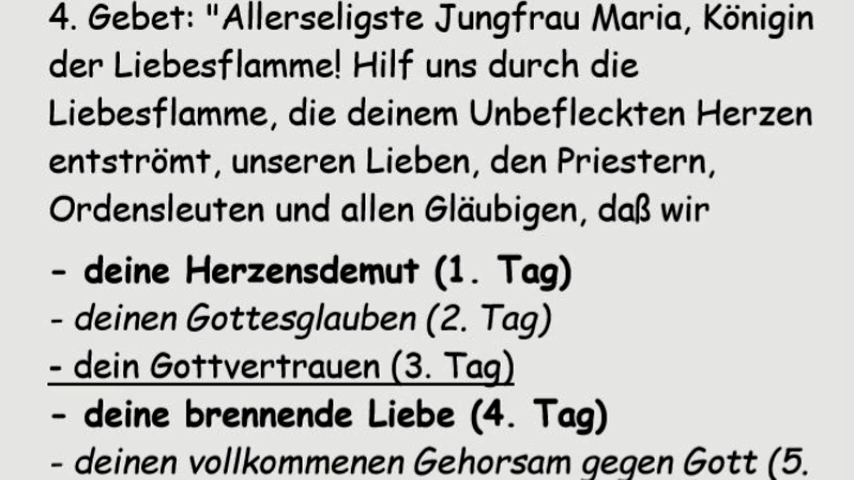 4. Gebet: "Allerseligste Jungfrau Maria, Königin
der Liebesflamme! Hilf uns durch die
Liebesflamme, die deinem Unbefleckten Herzen
entströmt, unseren Lieben, den Priestern,
Ordensleuten und allen Gläubigen, daß wir
- deine Herzensdemut (1. Tag)
- deinen Gottesglauben (2. Tag)
- dein Gottvertrauen (3. Tag)
- deine brennende Liebe (4. Tag)
- deinen vollkommenen Gehorsam gegen Gott (5.